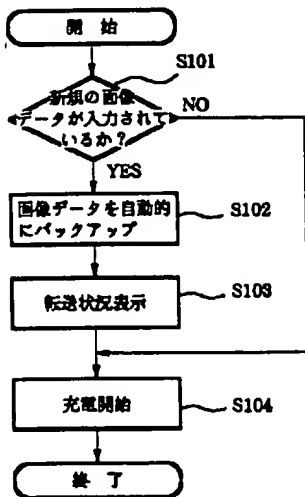 開 始
S101
新規の画像
データが入力されて
いるか?
NO
YES
画像データを自動的
にバックアップ
S102
転送状況表示
S103
充電開始
S104
終 了